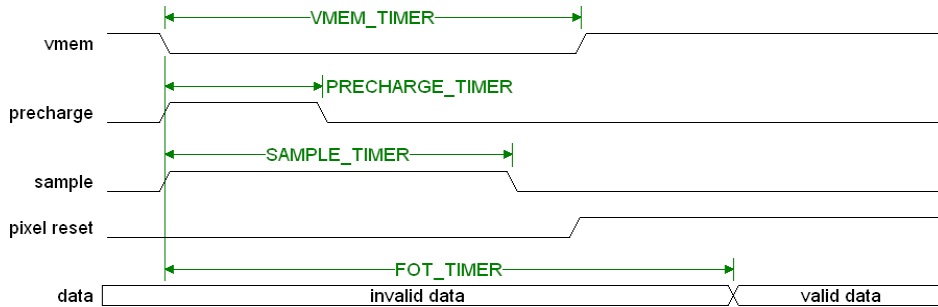 VMEM_TIMER
vmem
PRECHARGE_TIMER
precharge
SAMPLE_TIMER
sample
pixel reset
FOT_TIMER
data invalid data valid data